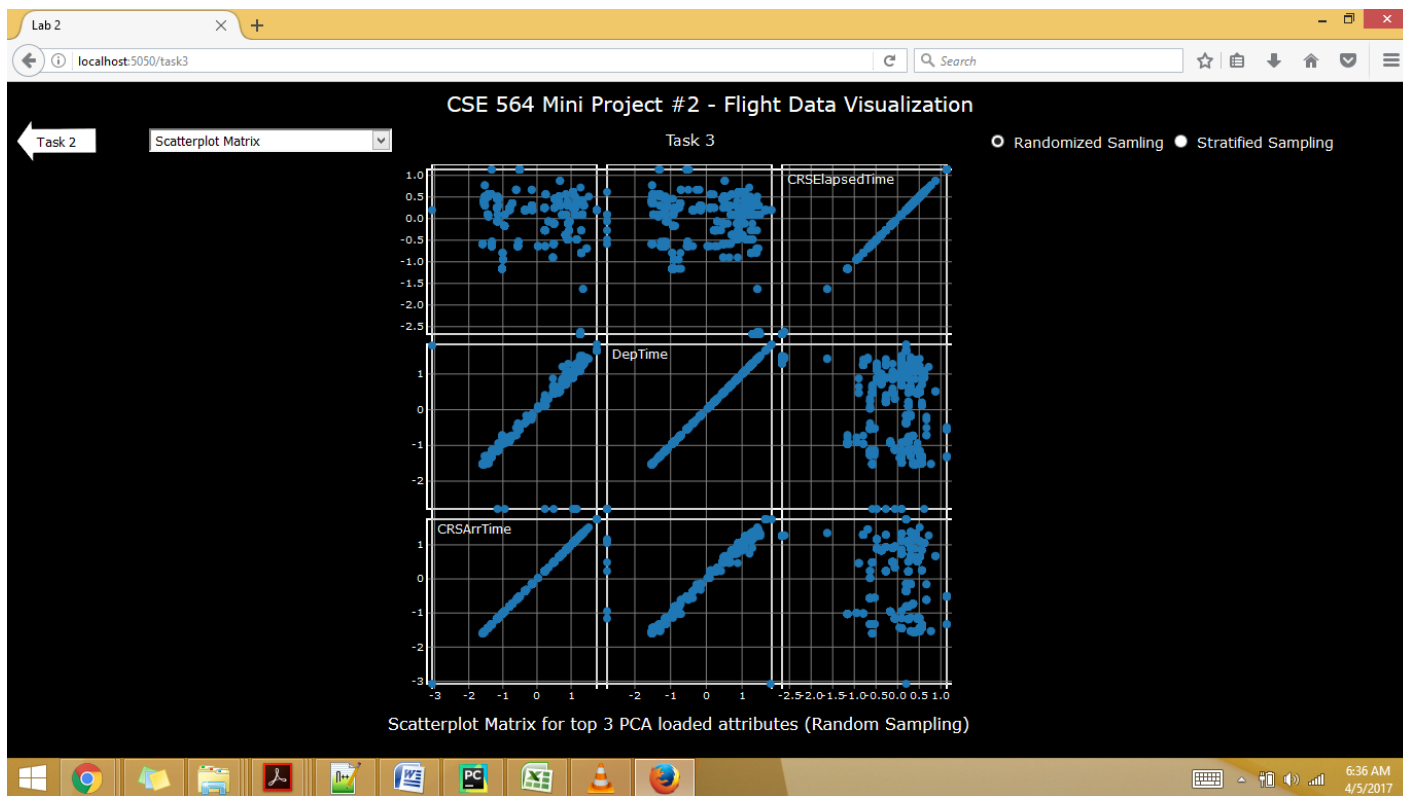 Lab 2
localhost:5050/task3
Search
CSE 564 Mini Project #2 - Flight Data Visualization
Task 2
Scatterplot Matrix
Task 3
Randomized Samling
Stratified Sampling
CRSElapsedTime
1.0
0.5
0.0
-0.5
-1.0
-1.5
-2.0
-2.5
DepTime
1
0
-1
-2
CRSArrTime
1
0
-1
-2
-3
-3 -2 -1 0 1
-2 -1 0 1
-2.5-2.0-1.5-1.0-0.50.0 0.5 1.0
Scatterplot Matrix for top 3 PCA loaded attributes (Random Sampling)
n++
W
PC
X
6:36 AM
4/5/2017